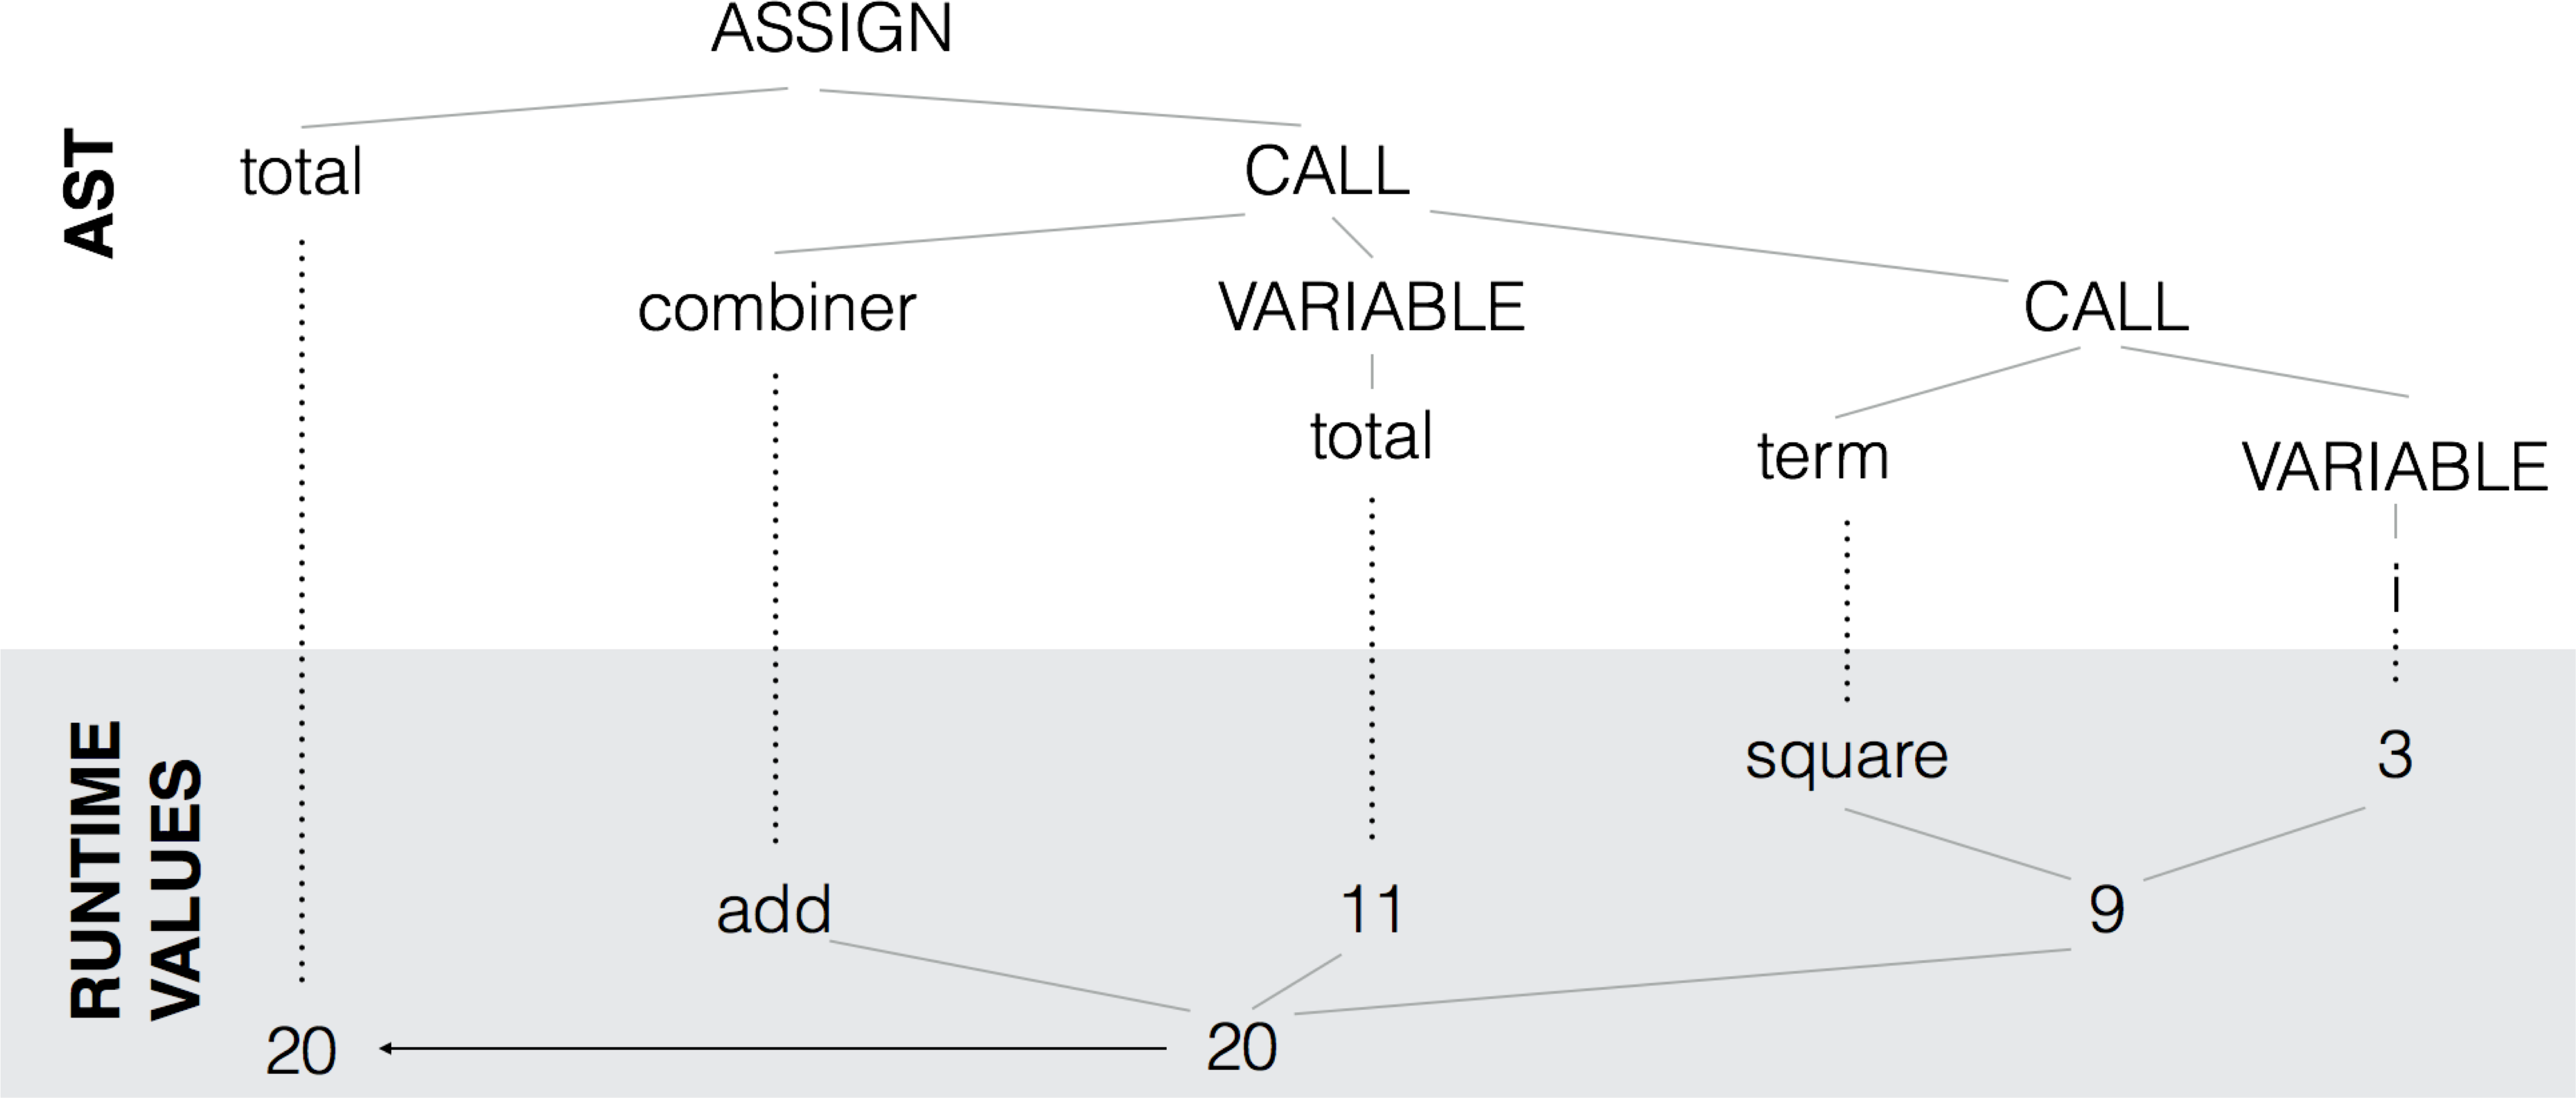 ASSIGN
AST
total
CALL
combiner
VARIABLE
CALL
total
term
VARIABLE
i
RUNTIME
VALUES
square
3
add
11
9
20
20